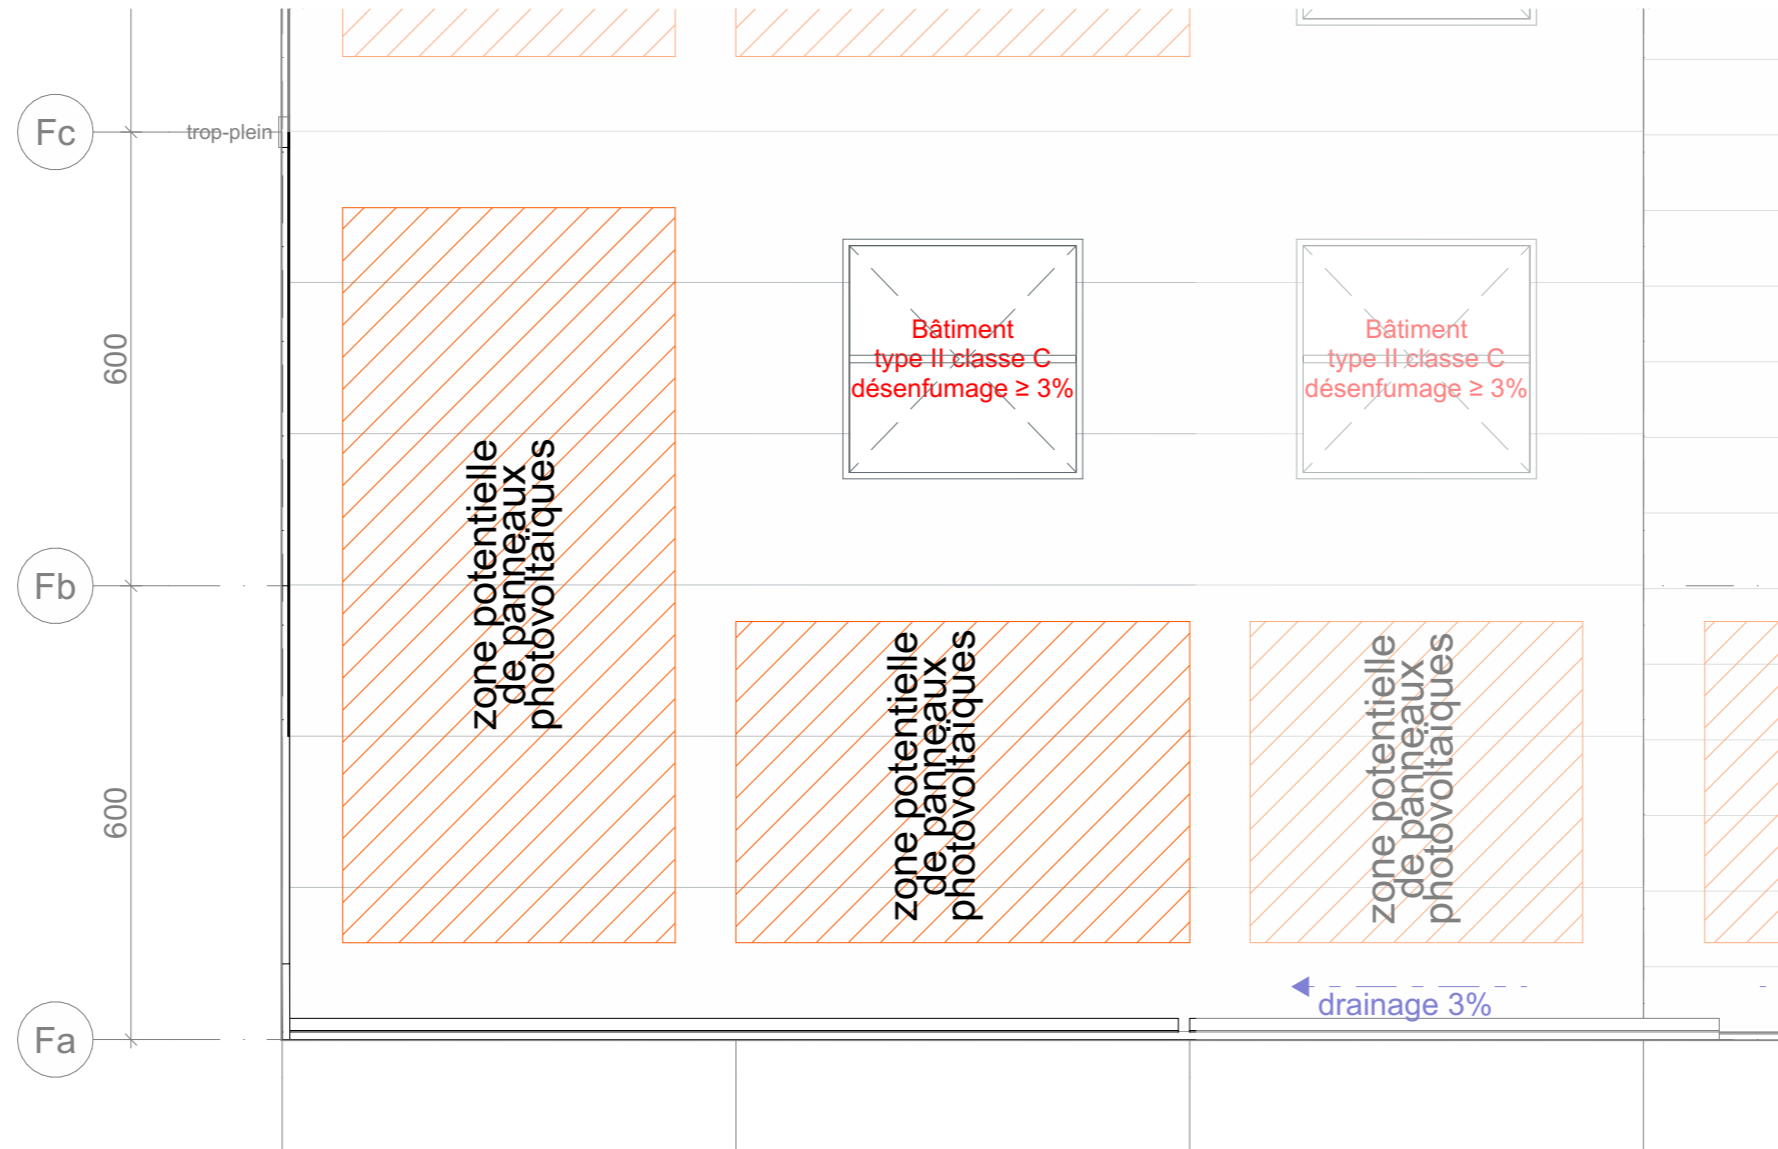 Fc
trop-plein
600
Bâtiment
type II classe C
désenfumage ≥ 3%
Bâtiment
type II classe C
désenfumage ≥ 3%
zone potentielle
de panneaux
photovoltaïques
Fb
zone potentielle
de panneaux
photovoltaïques
zone potentielle
de panneaux
photovoltaïques
600
drainage 3%
Fa